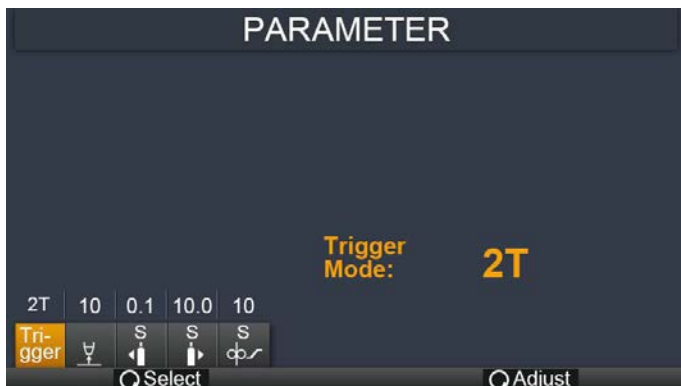 PARAMETER
Trigger
Mode: 2T
2T 10 0.1 10.0 10
Tri-
gger S S S
Select Adjust